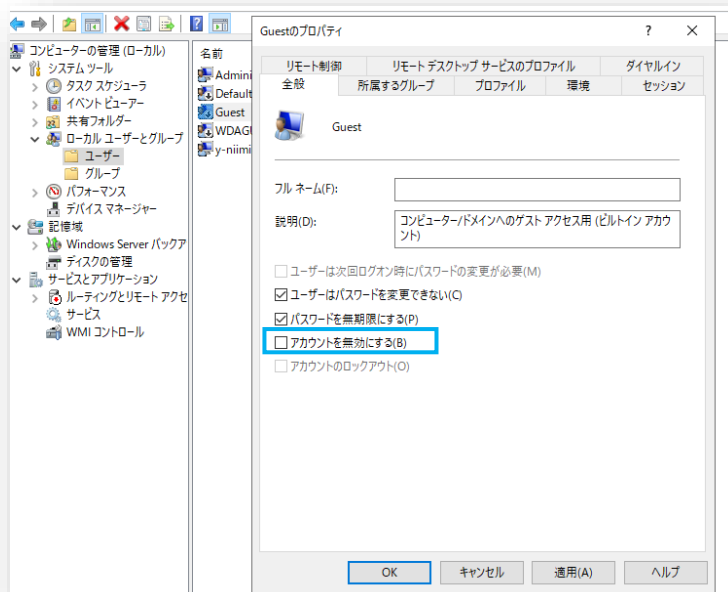 Guestのプロパティ
?
コンピューターの管理 (ローカル)
システム ツール
タスク スケジューラ
イベント ビューアー
共有フォルダー
ローカル ユーザーとグループ
ユーザー
グループ
パフォーマンス
デバイス マネージャー
記憶域
Windows Server バックア
ディスクの管理
サービスとアプリケーション
ルーティングとリモート アクセ
サービス
WMI コントロール
名前
Admini
Default
Guest
WDAGU
y-niimi
リモート制御 リモート デスクトップ サービスのプロファイル ダイヤルイン
全般 所属するグループ プロファイル 環境 セッション
Guest
フル ネーム(F):
説明(D): コンピューター/ドメインへのゲスト アクセス用 (ビルトイン アカウ
ント)
ユーザーは次回ログオン時にパスワードの変更が必要(M)
ユーザーはパスワードを変更できない(C)
パスワードを無期限にする(P)
アカウントを無効にする(B)
アカウントのロックアウト(O)
OK キャンセル 適用(A) ヘルプ